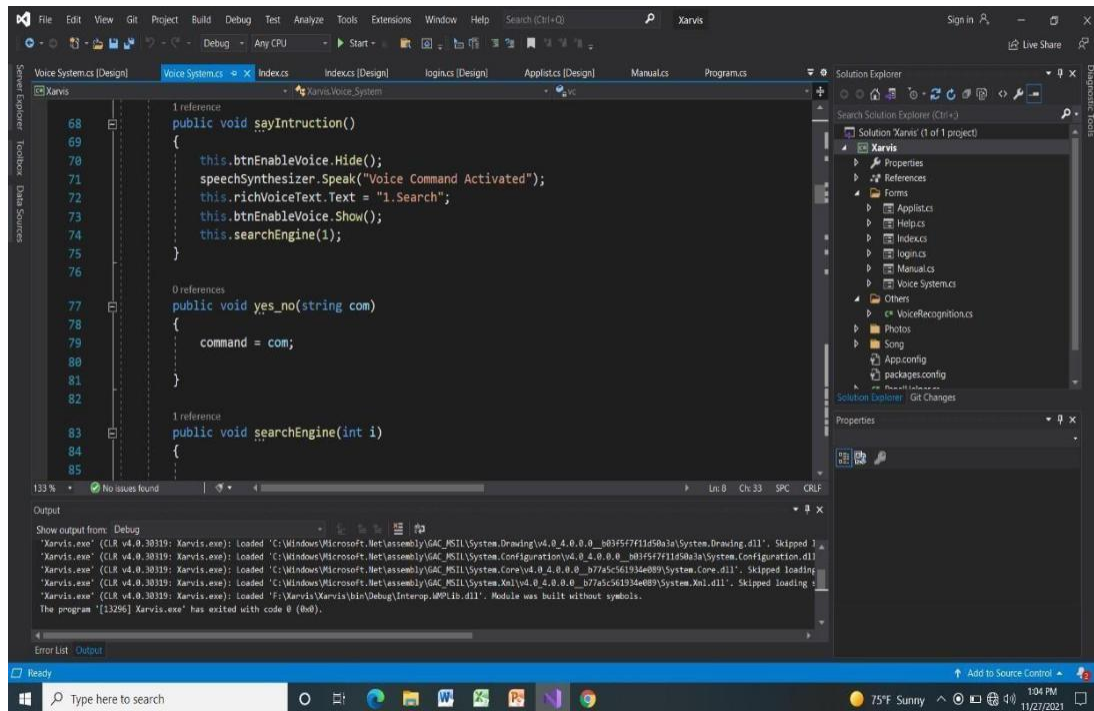 File Edit View Git Project Build Debug Test Analyze Tools Extensions Window Help Search (Ctrl+Q) Xarvis Sign in
Debug Any CPU Start Live Share
Server Explorer Toolbox Data Sources
Voice System.cs [Design] Voice System.cs Index.cs Index.cs [Design] login.cs [Design] Applist.cs [Design] Manual.cs Program.cs
Xarvis Xarvis.Voice_System vc
1 reference
68 public void sayIntruction()
69 {
70 this.btnEnableVoice.Hide();
71 speechSynthesizer.Speak("Voice Command Activated");
72 this.richVoiceText.Text = "1.Search";
73 this.btnEnableVoice.Show();
74 this.searchEngine(1);
75 }
76
0 references
77 public void yes_no(string com)
78 {
79 command = com;
80
81 }
82
1 reference
83 public void searchEngine(int i)
84 {
85
133 % No issues found Ln: 8 Ch: 33 SPC CRLF
Output
Show output from: Debug
'Xarvis.exe' (CLR v4.0.30319: Xarvis.exe): Loaded 'C:\Windows\Microsoft.Net\assembly\GAC_MSIL\System.Drawing\v4.0_4.0.0.0__b03f5f7f11d50a3a\System.Drawing.dll'. Skipped l
'Xarvis.exe' (CLR v4.0.30319: Xarvis.exe): Loaded 'C:\Windows\Microsoft.Net\assembly\GAC_MSIL\System.Configuration\v4.0_4.0.0.0__b03f5f7f11d50a3a\System.Configuration.dll
'Xarvis.exe' (CLR v4.0.30319: Xarvis.exe): Loaded 'C:\Windows\Microsoft.Net\assembly\GAC_MSIL\System.Core\v4.0_4.0.0.0__b77a5c561934e089\System.Core.dll'. Skipped loading
'Xarvis.exe' (CLR v4.0.30319: Xarvis.exe): Loaded 'C:\Windows\Microsoft.Net\assembly\GAC_MSIL\System.Xml\v4.0_4.0.0.0__b77a5c561934e089\System.Xml.dll'. Skipped loading s
'Xarvis.exe' (CLR v4.0.30319: Xarvis.exe): Loaded 'F:\Xarvis\Xarvis\bin\Debug\Interop.WMPLib.dll'. Module was built without symbols.
The program '[13296] Xarvis.exe' has exited with code 0 (0x0).
Error List Output
Solution Explorer
Search Solution Explorer (Ctrl+;)
Solution 'Xarvis' (1 of 1 project)
Xarvis
Properties
References
Forms
Applist.cs
Help.cs
Index.cs
login.cs
Manual.cs
Voice System.cs
Others
C# VoiceRecognition.cs
Photos
Song
App.config
packages.config
Solution Explorer Git Changes
Properties
Diagnostic Tools
Ready Add to Source Control 2
Type here to search 75°F Sunny 1:04 PM
11/27/2021